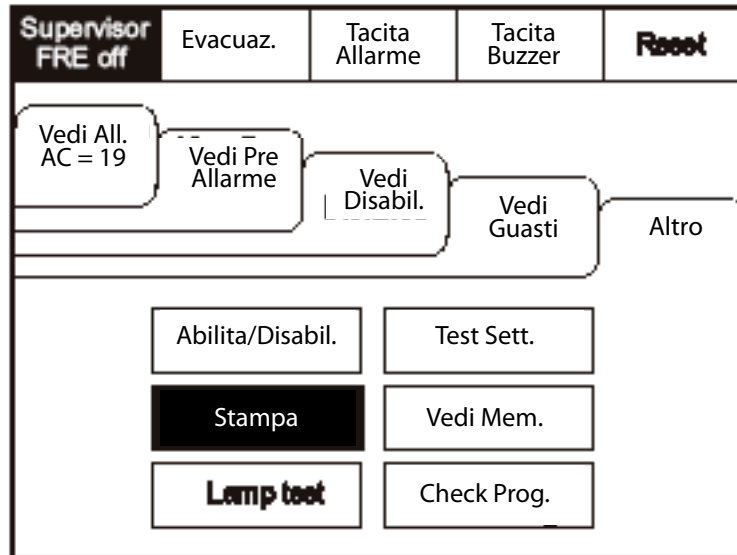 Supervisor
FRE off
Evacuaz.
Tacita
Allarme
Tacita
Buzzer
Reset
Vedi All.
AC = 19
Vedi Pre
Allarme
Vedi
Disabil.
Vedi
Guasti
Altro
Abilita/Disabil.
Test Sett.
Stampa
Vedi Mem.
Lamp test
Check Prog.